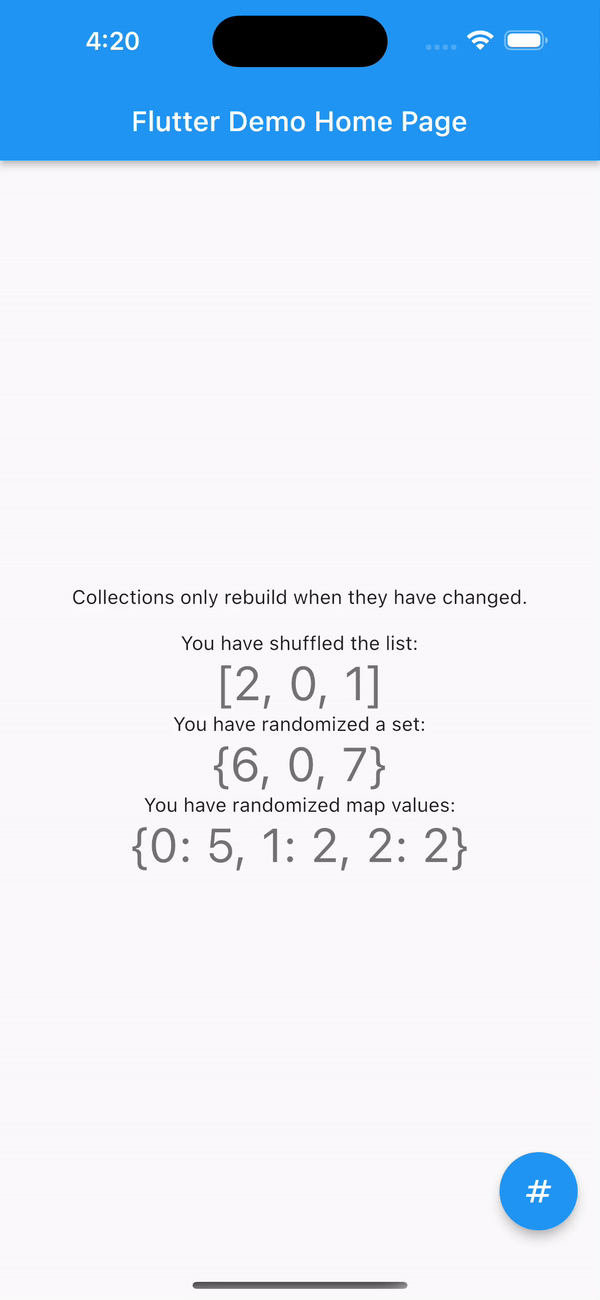 4:20
Flutter Demo Home Page
Collections only rebuild when they have changed.
You have shuffled the list:
[2, 0, 1]
You have randomized a set:
{6, 0, 7}
You have randomized map values:
{0: 5, 1: 2, 2: 2}
#